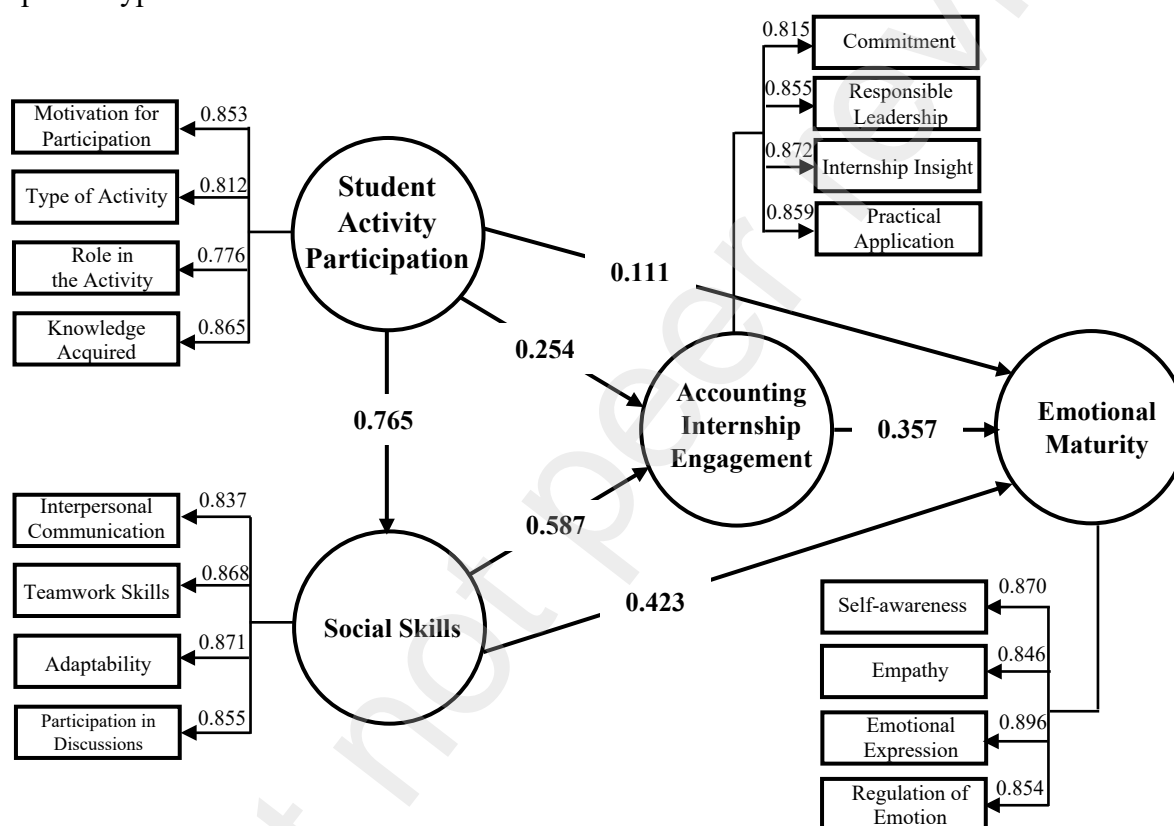 0.815
Commitment
0.855
Responsible
Leadership
0.872
Internship Insight
0.859
Practical
Application
0.853
Motivation for
Participation
0.812
Type of Activity
0.776
Role in
the Activity
0.865
Knowledge
Acquired
Student
Activity
Participation
0.111
0.254
0.765
Accounting
Internship
Engagement
0.357
Emotional
Maturity
0.587
0.423
0.837
Interpersonal
Communication
0.868
Teamwork Skills
0.871
Adaptability
0.855
Participation in
Discussions
Social Skills
0.870
Self-awareness
0.846
Empathy
0.896
Emotional
Expression
0.854
Regulation of
Emotion
not peer